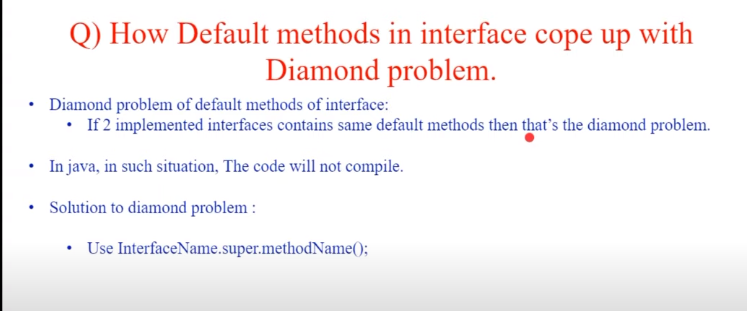 Q) How Default methods in interface cope up with
Diamond problem.
• Diamond problem of default methods of interface:
• If 2 implemented interfaces contains same default methods then that's the diamond problem.
• In java, in such situation, The code will not compile.
• Solution to diamond problem :
• Use InterfaceName.super.methodName();